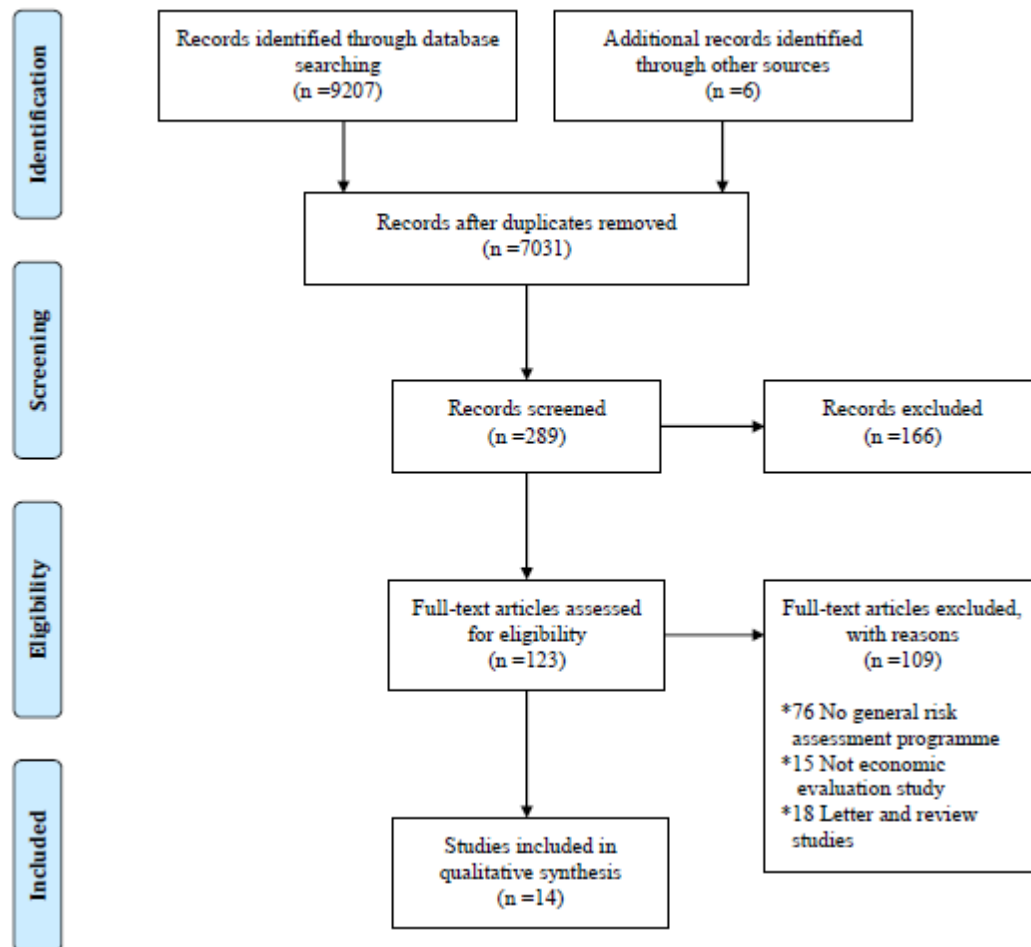 Identification
Records identified through database
searching
(n =9207)
Additional records identified
through other sources
(n =6)
Records after duplicates removed
(n =7031)
Screening
Records screened
(n =289)
Records excluded
(n =166)
Eligibility
Full-text articles assessed
for eligibility
(n =123)
Full-text articles excluded,
with reasons
(n =109)
*76 No general risk
assessment programme
*15 Not economic
evaluation study
*18 Letter and review
studies
Included
Studies included in
qualitative synthesis
(n =14)